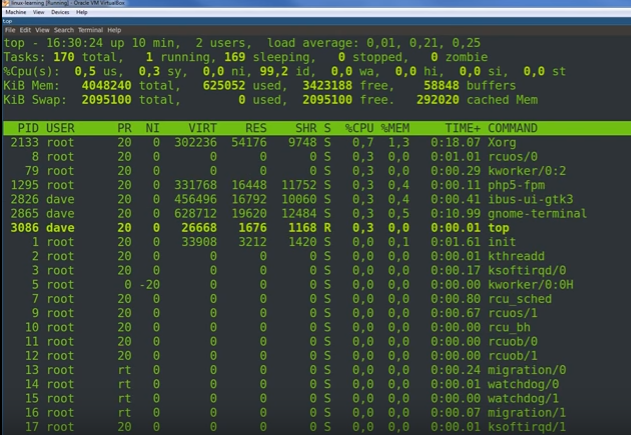 linux-learning [Running] - Oracle VM VirtualBox
Machine View Devices Help
top
File Edit View Search Terminal Help
top - 16:30:24 up 10 min, 2 users, load average: 0,01, 0,21, 0,25
Tasks: 170 total, 1 running, 169 sleeping, 0 stopped, 0 zombie
%Cpu(s): 0,5 us, 0,3 sy, 0,0 ni, 99,2 id, 0,0 wa, 0,0 hi, 0,0 si, 0,0 st
KiB Mem: 4048240 total, 625052 used, 3423188 free, 58848 buffers
KiB Swap: 2095100 total, 0 used, 2095100 free. 292020 cached Mem
PID USER PR NI VIRT RES SHR S %CPU %MEM TIME+ COMMAND
2133 root 20 0 302236 54176 9748 S 0,7 1,3 0:18.07 Xorg
8 root 20 0 0 0 0 S 0,3 0,0 0:01.01 rcuos/0
79 root 20 0 0 0 0 S 0,3 0,0 0:00.29 kworker/0:2
1295 root 20 0 331768 16448 11752 S 0,3 0,4 0:00.11 php5-fpm
2826 dave 20 0 456496 16792 10060 S 0,3 0,4 0:00.41 ibus-ui-gtk3
2865 dave 20 0 628712 19620 12484 S 0,3 0,5 0:10.99 gnome-terminal
3086 dave 20 0 26668 1676 1168 R 0,3 0,0 0:00.01 top
1 root 20 0 33908 3212 1420 S 0,0 0,1 0:01.61 init
2 root 20 0 0 0 0 S 0,0 0,0 0:00.01 kthreadd
3 root 20 0 0 0 0 S 0,0 0,0 0:00.17 ksoftirqd/0
5 root 0 -20 0 0 0 S 0,0 0,0 0:00.00 kworker/0:0H
7 root 20 0 0 0 0 S 0,0 0,0 0:00.80 rcu_sched
9 root 20 0 0 0 0 S 0,0 0,0 0:00.67 rcuos/1
10 root 20 0 0 0 0 S 0,0 0,0 0:00.00 rcu_bh
11 root 20 0 0 0 0 S 0,0 0,0 0:00.00 rcuob/0
12 root 20 0 0 0 0 S 0,0 0,0 0:00.00 rcuob/1
13 root rt 0 0 0 0 S 0,0 0,0 0:00.24 migration/0
14 root rt 0 0 0 0 S 0,0 0,0 0:00.01 watchdog/0
15 root rt 0 0 0 0 S 0,0 0,0 0:00.00 watchdog/1
16 root rt 0 0 0 0 S 0,0 0,0 0:00.07 migration/1
17 root 20 0 0 0 0 S 0,0 0,0 0:00.01 ksoftirqd/1